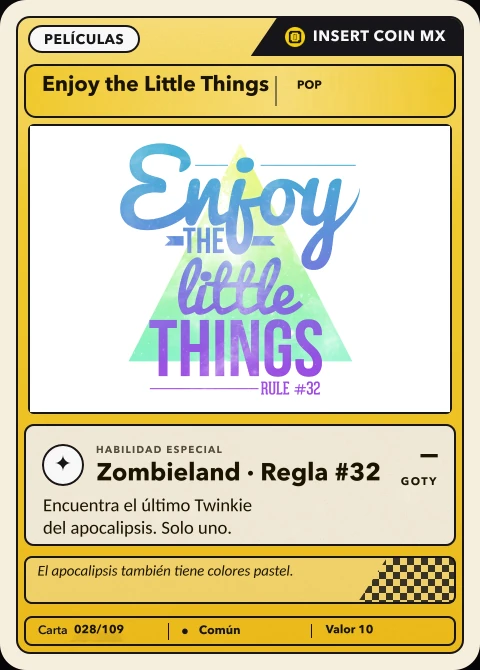 PELÍCULAS
INSERT COIN MX
Enjoy the Little Things
POP
Enjoy
THE
little
THINGS
RULE #32
HABILIDAD ESPECIAL
Zombieland · Regla #32
—
GOTY
Encuentra el último Twinkie
del apocalipsis. Solo uno.
El apocalipsis también tiene colores pastel.
Carta 028/109
• Común
Valor 10